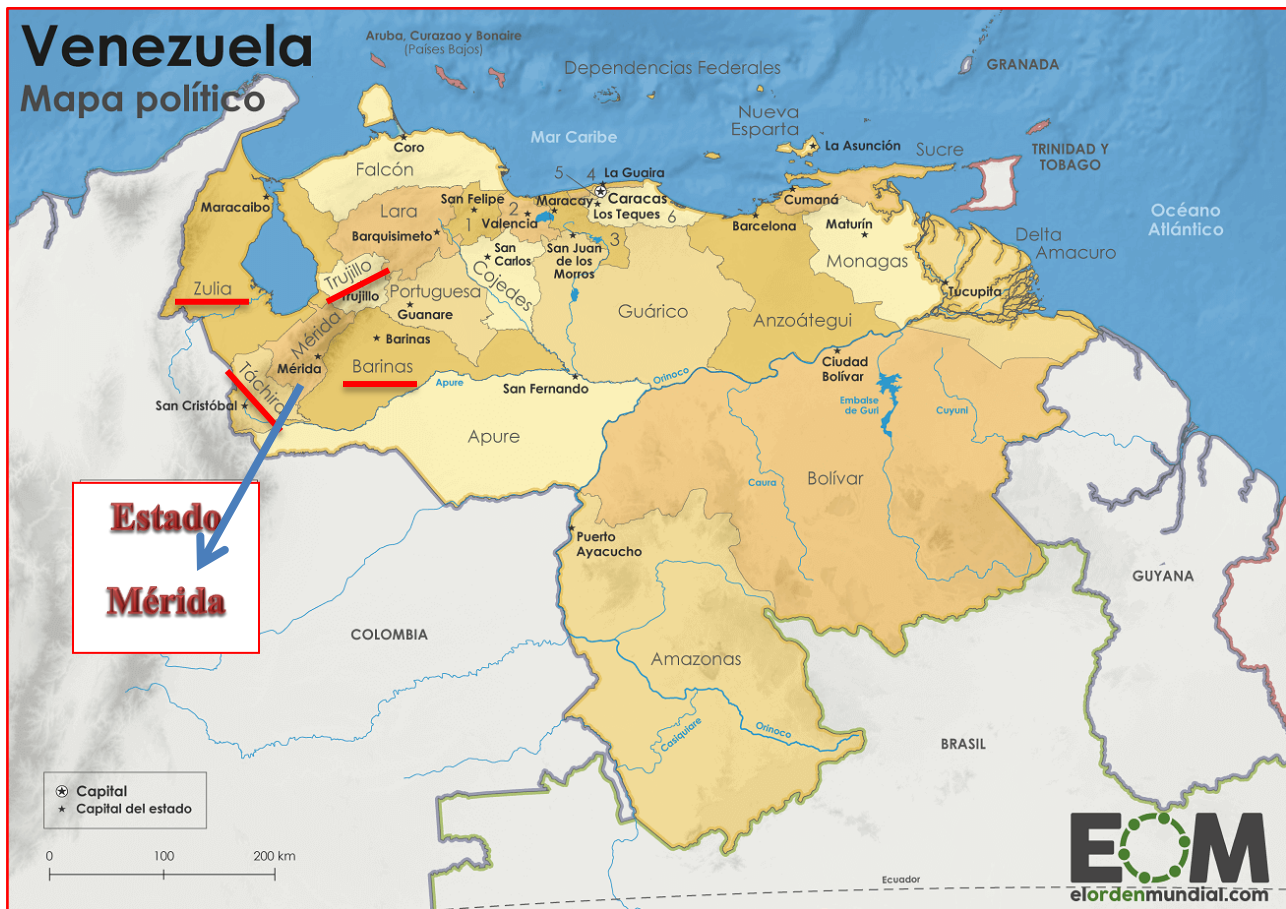 Venezuela
Mapa político
Aruba, Curazao y Bonaire
(Países Bajos)
Dependencias Federales
GRANADA
Nueva
Esparta
Mar Caribe
La Asunción
Sucre
TRINIDAD Y
TOBAGO
Coro
Falcón
La Guaira
4
5
Caracas
Maracaibo
San Felipe
Maracay
Los Teques
6
Cumaná
Lara
2
Valencia
1
Barcelona
Maturín
Océano
Atlántico
Barquisimeto
San
Carlos
San Juan
de los
Morros
3
Delta
Amacuro
Monagas
Trujillo
Cojedes
Zulia
Trujillo
Portuguesa
Guanare
Guárico
Anzoátegui
Tucupita
Mérida
Barinas
Mérida
Barinas
Táchira
San Cristóbal
Apure
San Fernando
Orinoco
Ciudad
Bolívar
Embalse
de Guri
Cuyuní
Apure
Caura
Bolívar
Estado
Mérida
Puerto
Ayacucho
GUYANA
COLOMBIA
Amazonas
Casiquiare
Orinoco
BRASIL
Capital
Capital del estado
0 100 200 km
Ecuador
EOM
elordenmundial.com